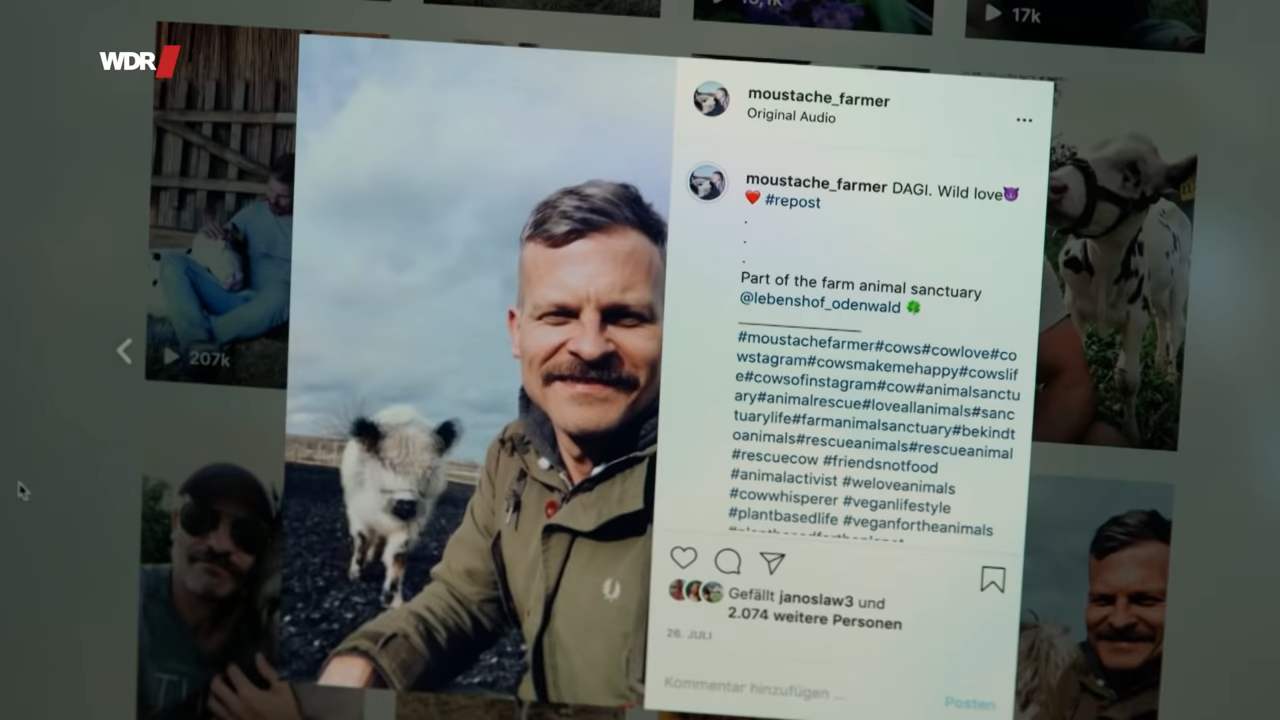 WDR
17k
207k
moustache_farmer
Original Audio
moustache_farmer DAGI. Wild love😈
❤️ #repost
.
.
.
Part of the farm animal sanctuary
@lebenshof_odenwald 🍀
#moustachefarmer#cows#cowlove#co
wstagram#cowsmakemehappy#cowslif
e#cowsofinstagram#cow#animalsanctu
ary#animalrescue#loveallanimals#sanc
tuarylife#farmanimalsanctuary#bekindt
oanimals#rescueanimals#rescueanimal
#rescuecow #friendsnotfood
#animalactivist #weloveanimals
#cowwhisperer #veganlifestyle
#plantbasedlife #veganfortheanimals
Gefällt janoslaw3 und
2.074 weitere Personen
26. JULI
Kommentar hinzufügen ...
Posten